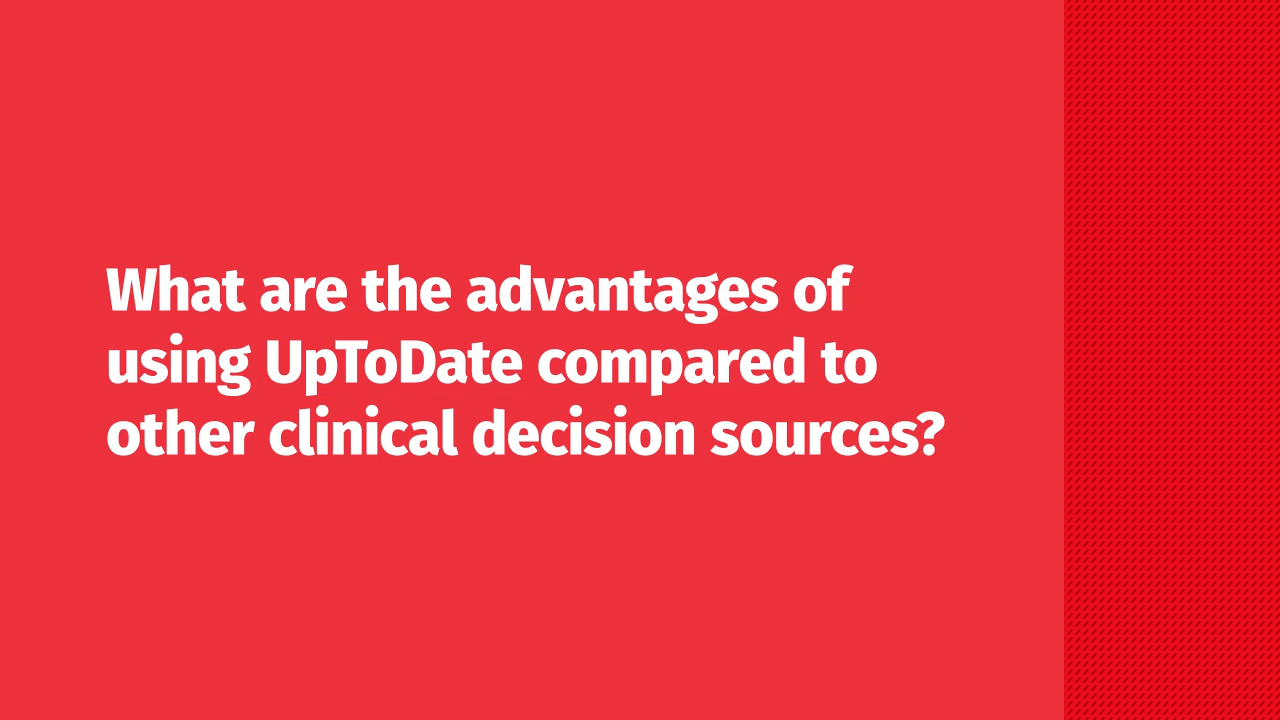 What are the advantages of
using UpToDate compared to
other clinical decision sources?